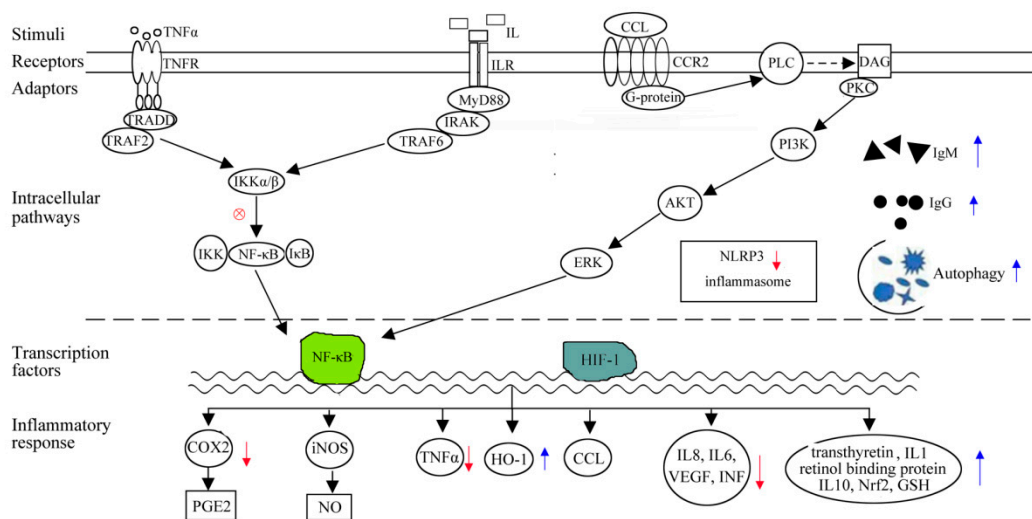 Stimuli
TNFα
IL
CCL
Receptors
TNFR
ILR
CCR2
PLC
DAG
Adaptors
MyD88
G-protein
PKC
TRADD
IRAK
TRAF2
TRAF6
PI3K
IgM
IKKα/β
Intracellular
pathways
AKT
IgG
IKK
NF-κB
IκB
ERK
NLRP3
inflammasome
Autophagy
Transcription
factors
NF-κB
HIF-1
Inflammatory
response
COX2
iNOS
TNFα
HO-1
CCL
IL8, IL6,
VEGF, INF
transthyretin , IL1
retinol binding protein
IL10, Nrf2, GSH
PGE2
NO